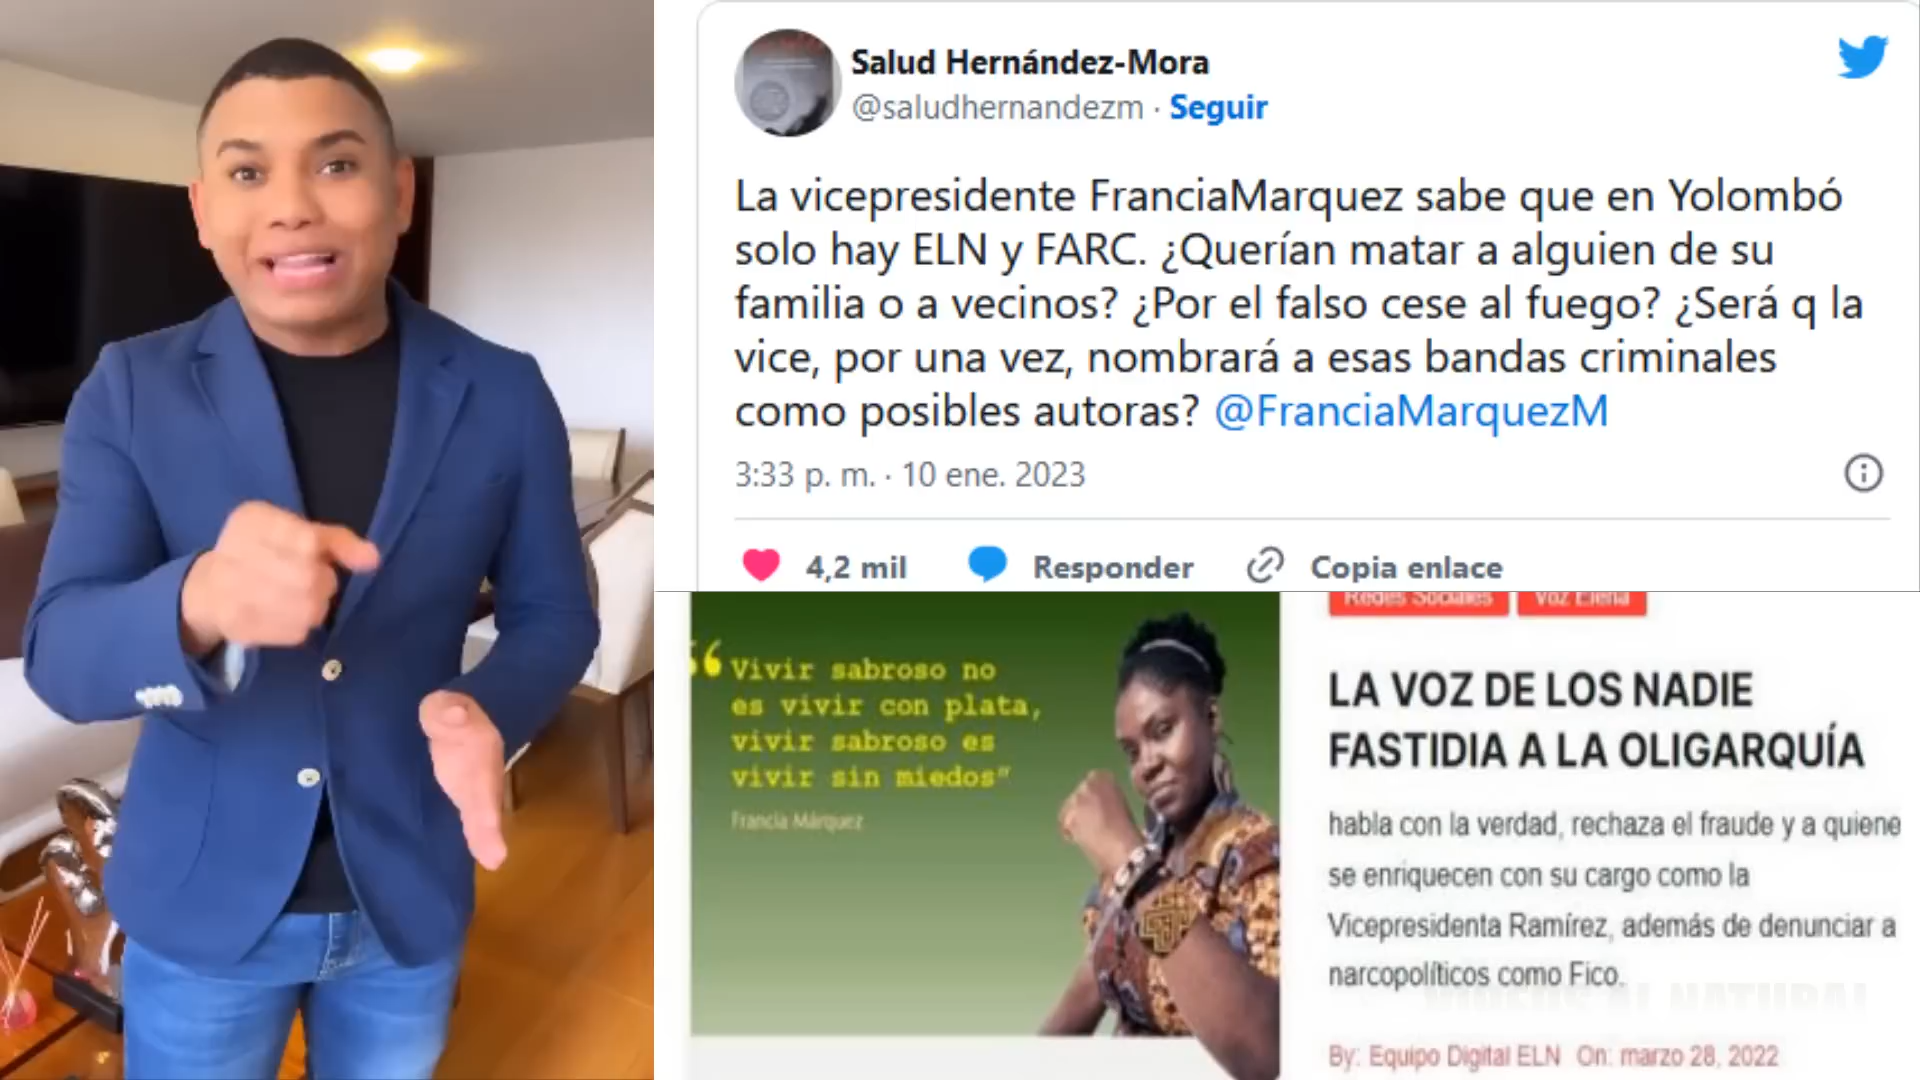 Salud Hernández-Mora
@saludhernandezm · Seguir
La vicepresidente FranciaMarquez sabe que en Yolombó
solo hay ELN y FARC. ¿Querían matar a alguien de su
familia o a vecinos? ¿Por el falso cese al fuego? ¿Será q la
vice, por una vez, nombrará a esas bandas criminales
como posibles autoras? @FranciaMarquezM
3:33 p. m. · 10 ene. 2023
4,2 mil Responder Copia enlace
“Vivir sabroso no
es vivir con plata,
vivir sabroso es
vivir sin miedos"
Francia Márquez
Redes Sociales Voz Elena
LA VOZ DE LOS NADIE
FASTIDIA A LA OLIGARQUÍA
habla con la verdad, rechaza el fraude y a quiene
se enriquecen con su cargo como la
Vicepresidenta Ramírez, además de denunciar a
narcopolíticos como Fico.
By: Equipo Digital ELN On: marzo 28, 2022